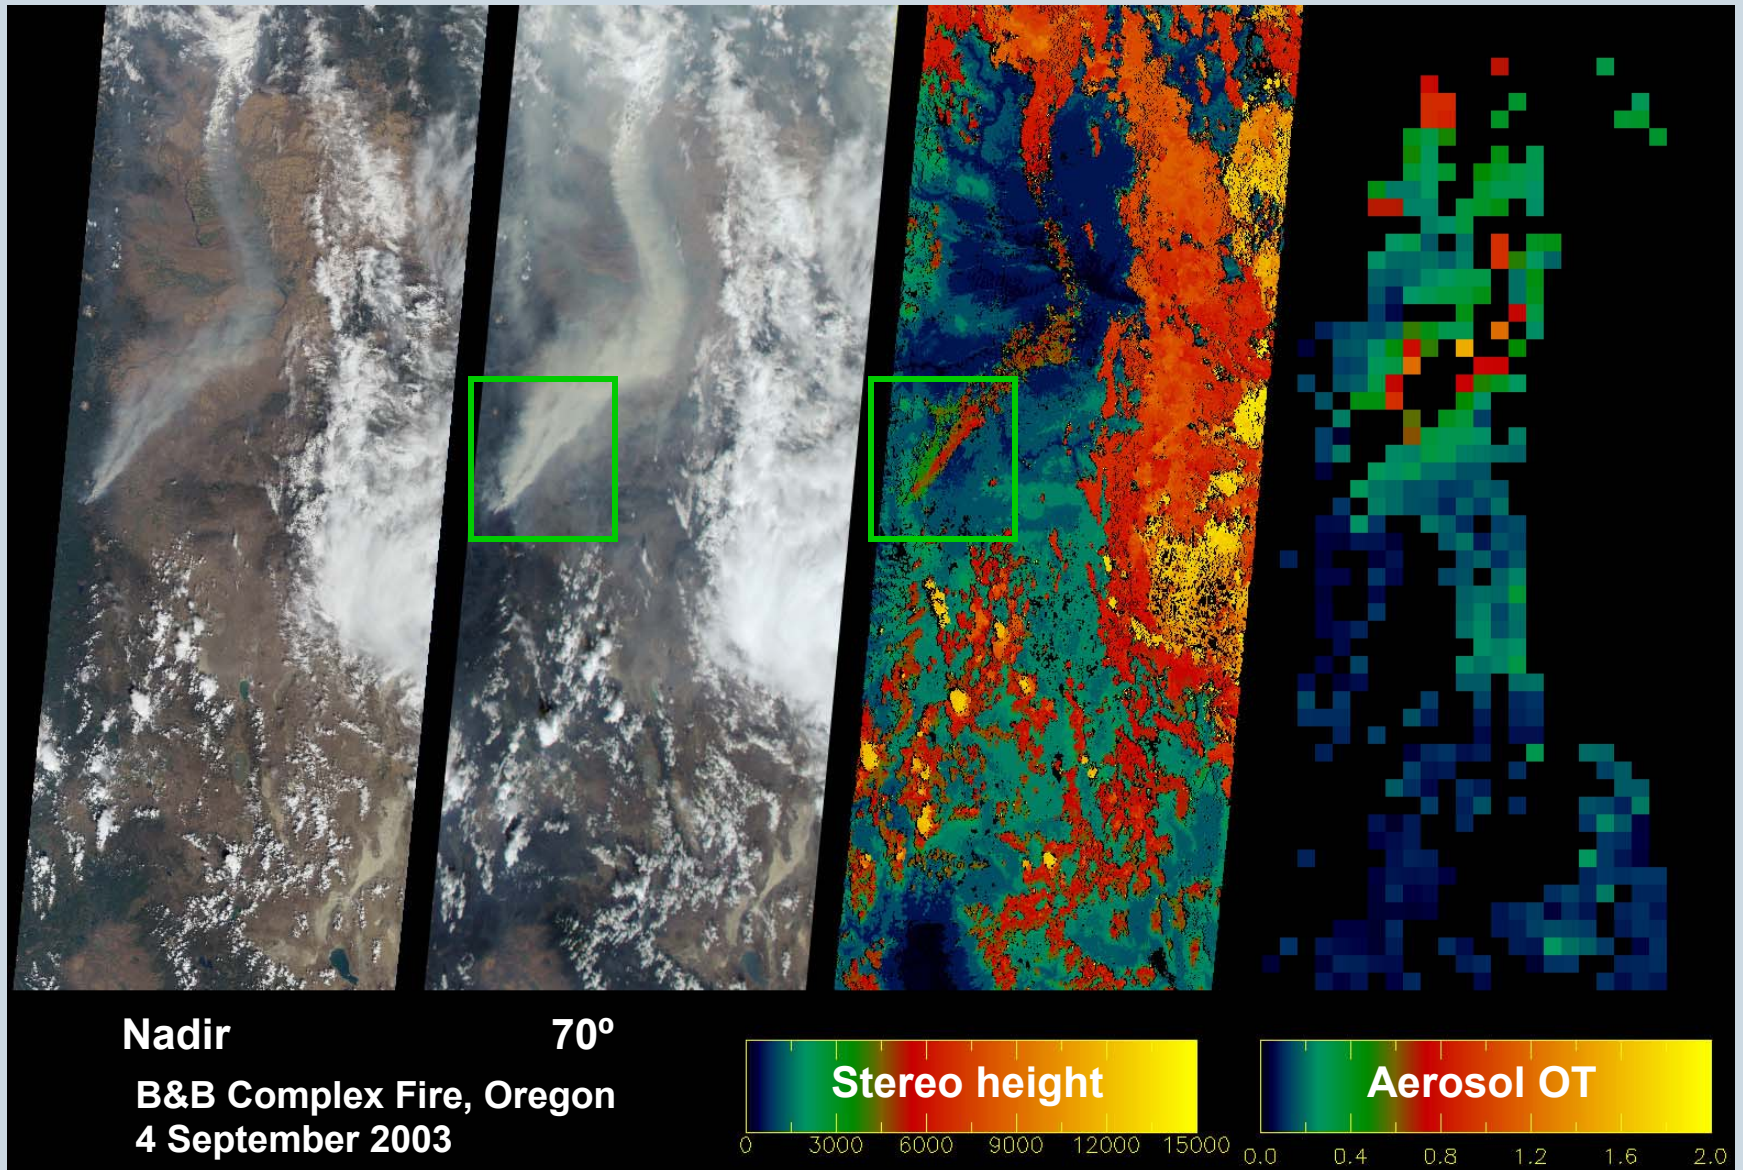 Nadir
70º
B&B Complex Fire, Oregon
4 September 2003
Stereo height
0 3000 6000 9000 12000 15000
Aerosol OT
0.0 0.4 0.8 1.2 1.6 2.0